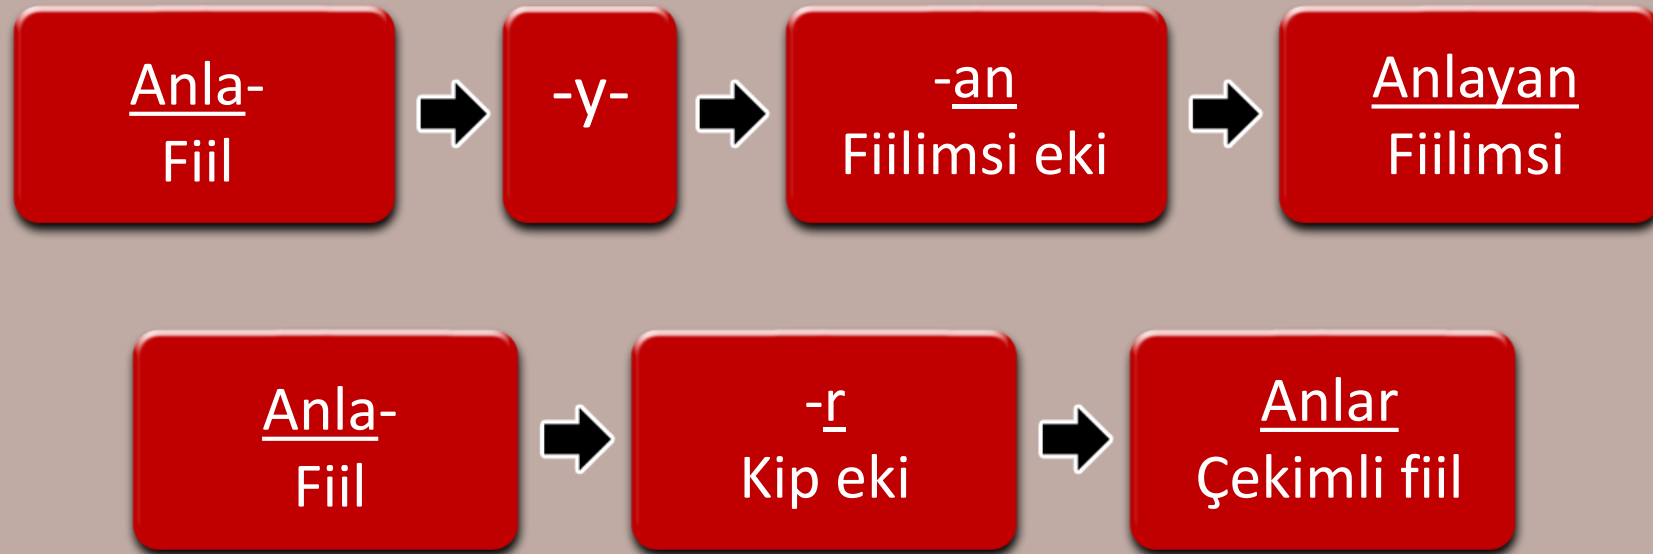 Anla-
Fiil
-y-
-an
Fiilimsi eki
Anlayan
Fiilimsi
Anla-
Fiil
-r
Kip eki
Anlar
Çekimli fiil